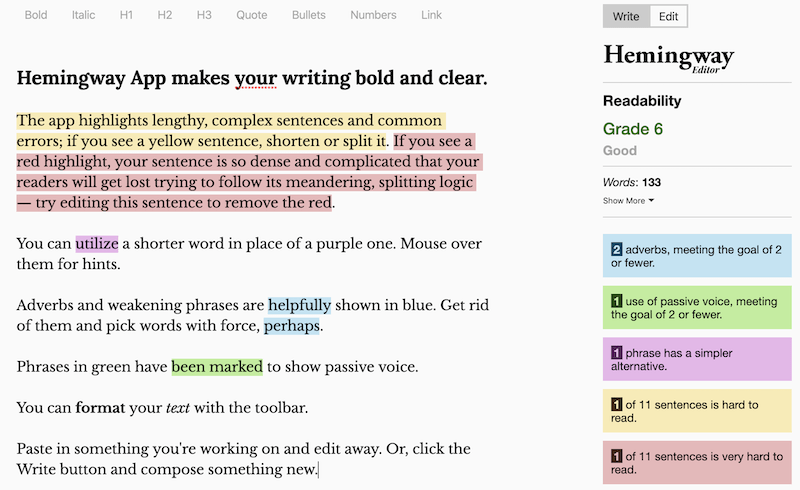 Bold Italic H1 H2 H3 Quote Bullets Numbers Link
Hemingway App makes your writing bold and clear.
The app highlights lengthy, complex sentences and common
errors; if you see a yellow sentence, shorten or split it. If you see a
red highlight, your sentence is so dense and complicated that your
readers will get lost trying to follow its meandering, splitting logic
— try editing this sentence to remove the red.
You can utilize a shorter word in place of a purple one. Mouse over
them for hints.
Adverbs and weakening phrases are helpfully shown in blue. Get rid
of them and pick words with force, perhaps.
Phrases in green have been marked to show passive voice.
You can format your text with the toolbar.
Paste in something you're working on and edit away. Or, click the
Write button and compose something new.
Write Edit
Hemingway
Editor
Readability
Grade 6
Good
Words: 133
Show More
2 adverbs, meeting the goal of 2
or fewer.
1 use of passive voice, meeting
the goal of 2 or fewer.
1 phrase has a simpler
alternative.
1 of 11 sentences is hard to
read.
1 of 11 sentences is very hard to
read.